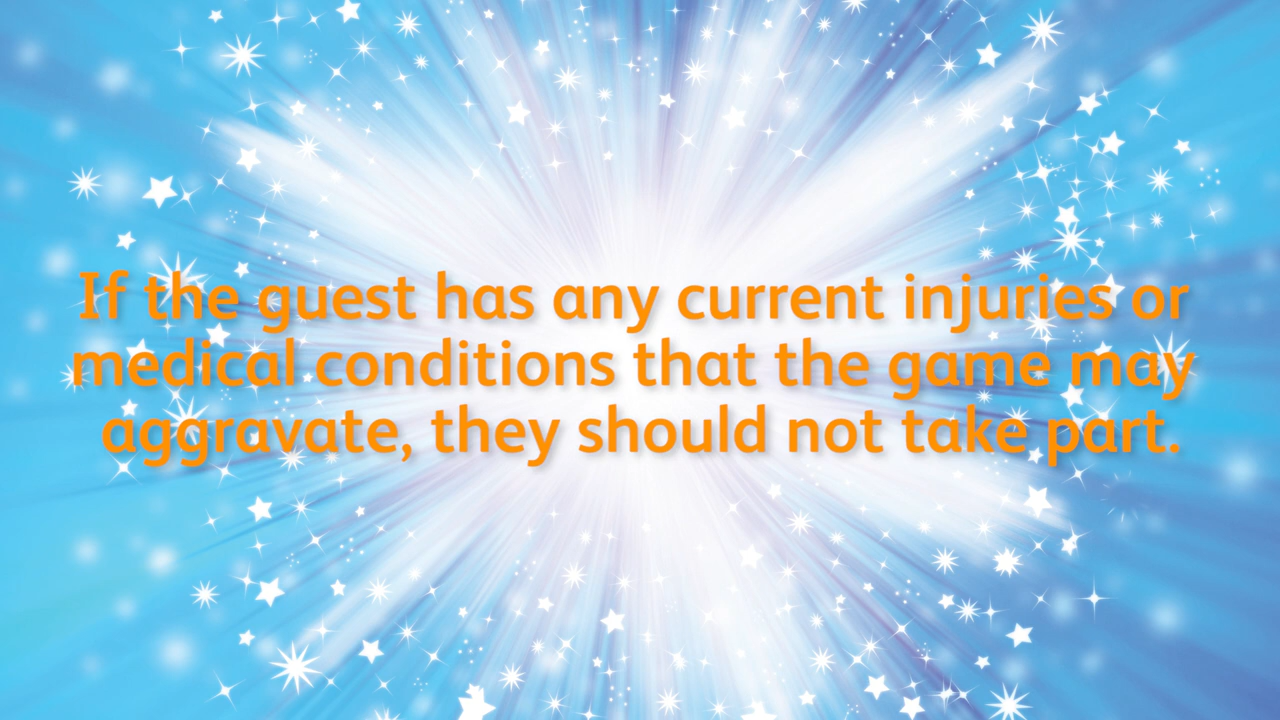 If the guest has any current injuries or
medical conditions that the game may
aggravate, they should not take part.